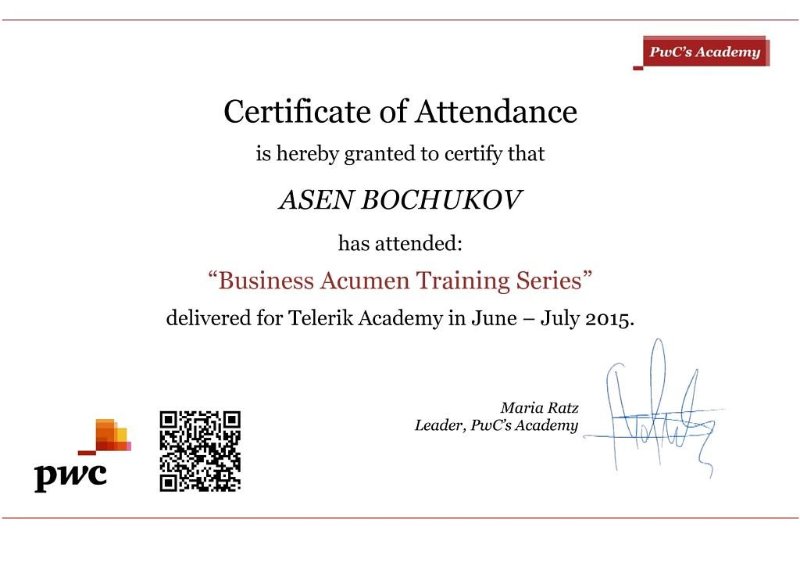 PwC's Academy
Certificate of Attendance
is hereby granted to certify that
ASEN BOCHUKOV
has attended:
“Business Acumen Training Series”
delivered for Telerik Academy in June – July 2015.
Maria Ratz
Leader, PwC's Academy
pwc